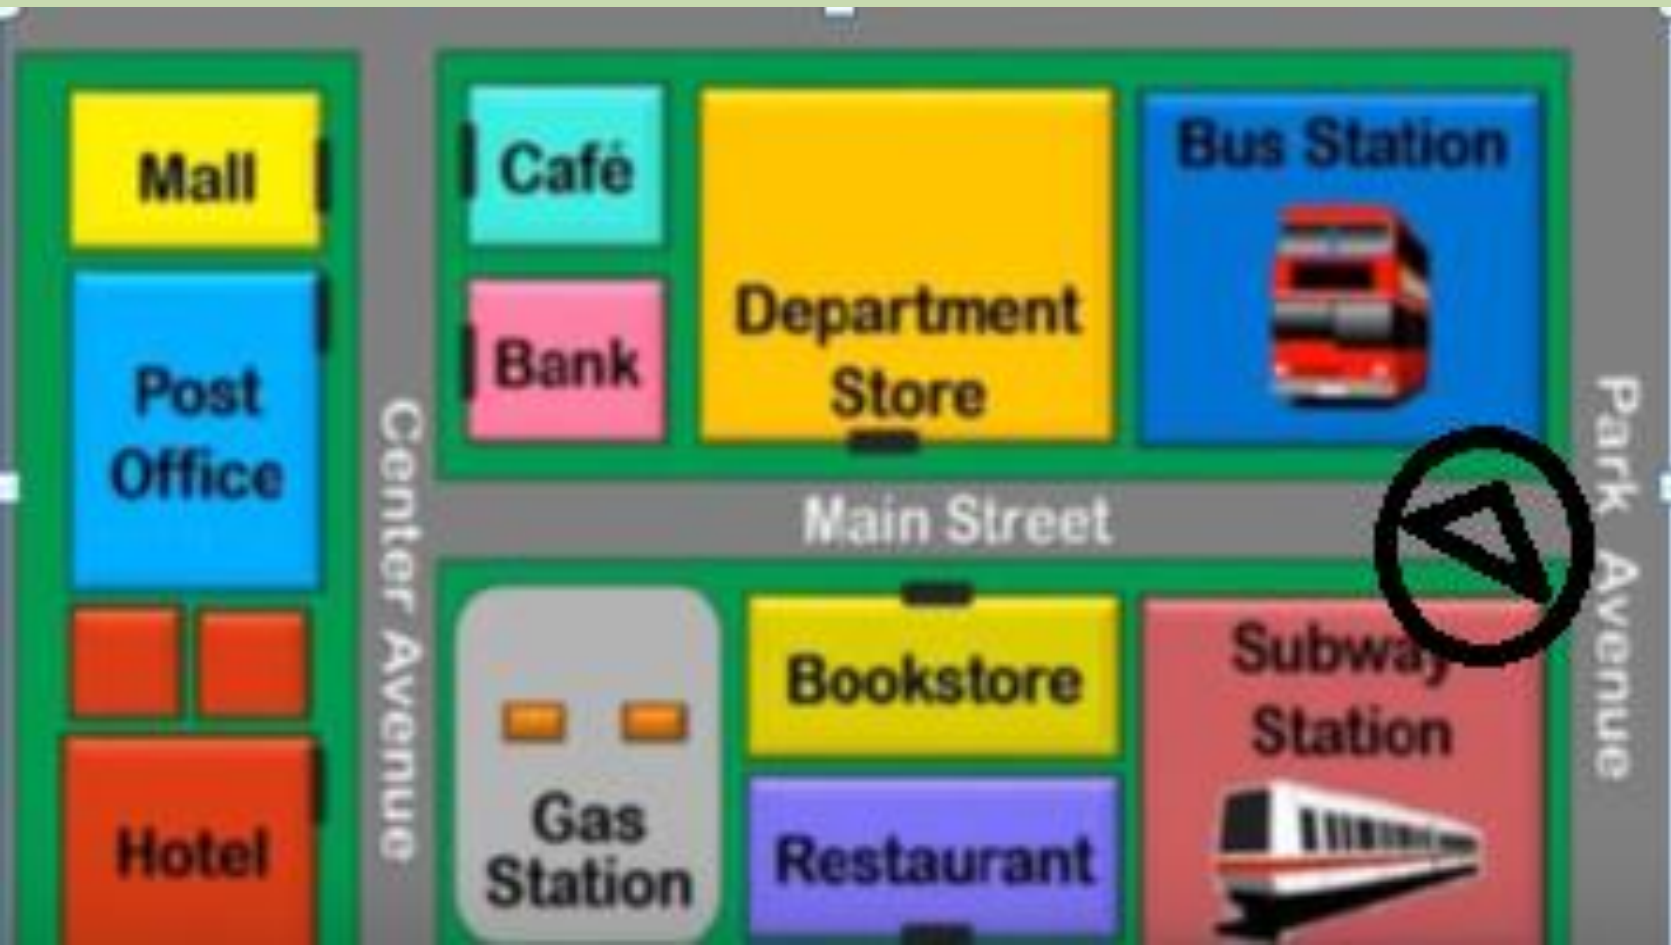 Mall
Café
Bus Station
Department
Store
Bank
Post
Office
Center Avenue
Park Avenue
Main Street
Bookstore
Subway
Station
Gas
Station
Restaurant
Hotel